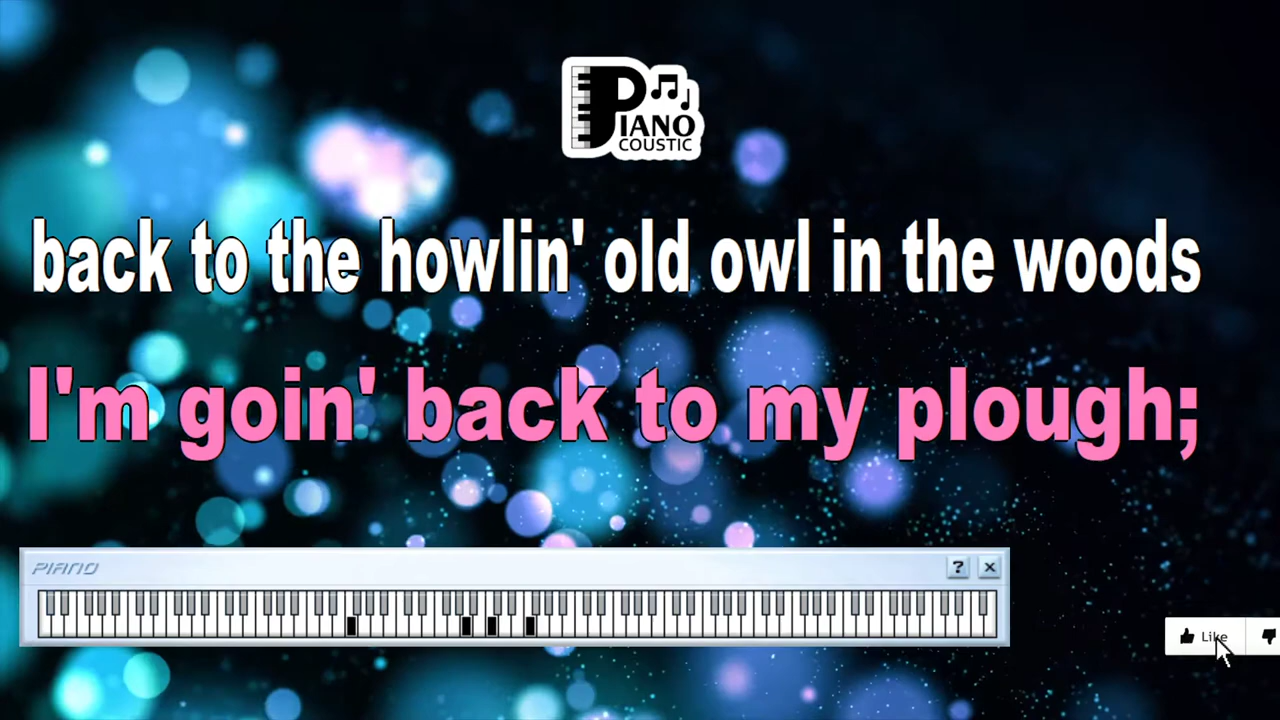 PIANO
COUSTIC
back to the howlin' old owl in the woods
I'm goin' back to my plough;
PIANO
? ×
Like